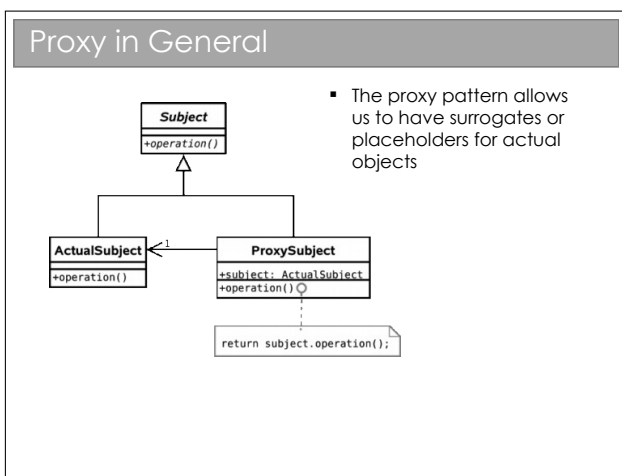 Proxy in General
Subject
+operation()
▪ The proxy pattern allows
us to have surrogates or
placeholders for actual
objects
ActualSubject
+operation()
1
ProxySubject
+subject: ActualSubject
+operation()
return subject.operation();